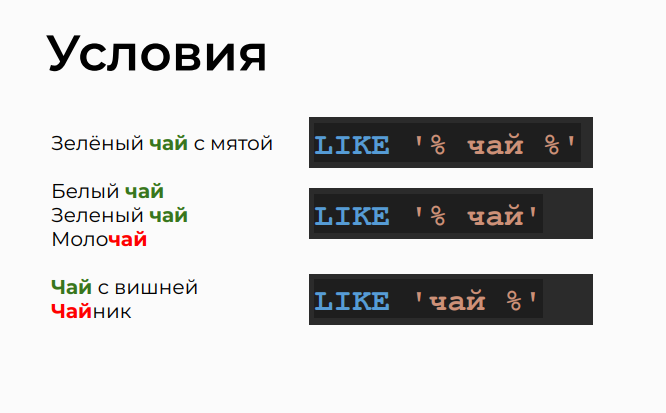 Условия
Зелёный чай с мятой
LIKE '% чай %'
Белый чай
Зеленый чай
Молочай
LIKE '% чай'
Чай с вишней
Чайник
LIKE 'чай %'